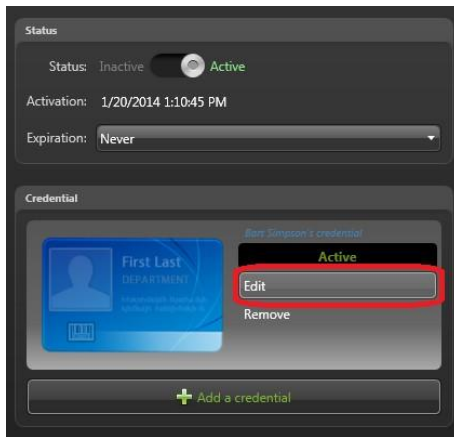 Status
Status: Inactive Active
Activation: 1/20/2014 1:10:45 PM
Expiration: Never
Credential
Bart Simpson's credential
First Last
Active
DEPARTMENT
Edit
Remove
Add a credential